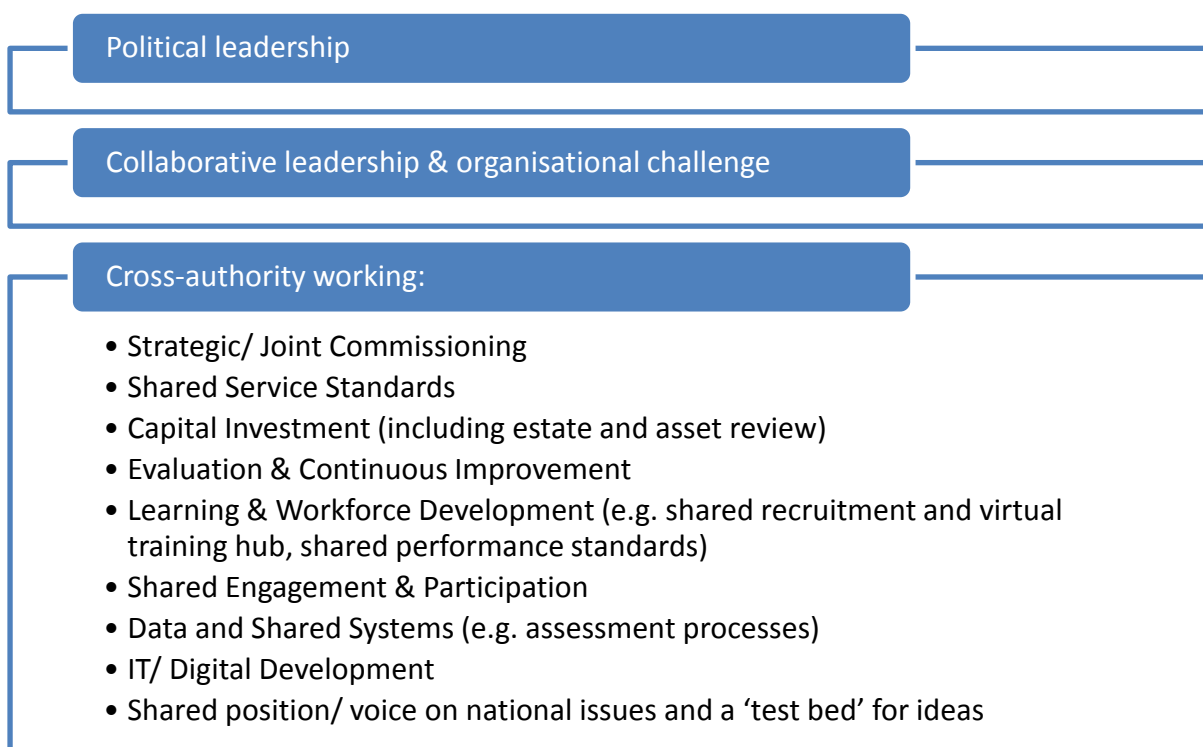 Political leadership
Collaborative leadership & organisational challenge
Cross-authority working:
• Strategic/ Joint Commissioning
• Shared Service Standards
• Capital Investment (including estate and asset review)
• Evaluation & Continuous Improvement
• Learning & Workforce Development (e.g. shared recruitment and virtual
training hub, shared performance standards)
• Shared Engagement & Participation
• Data and Shared Systems (e.g. assessment processes)
• IT/ Digital Development
• Shared position/ voice on national issues and a ‘test bed’ for ideas